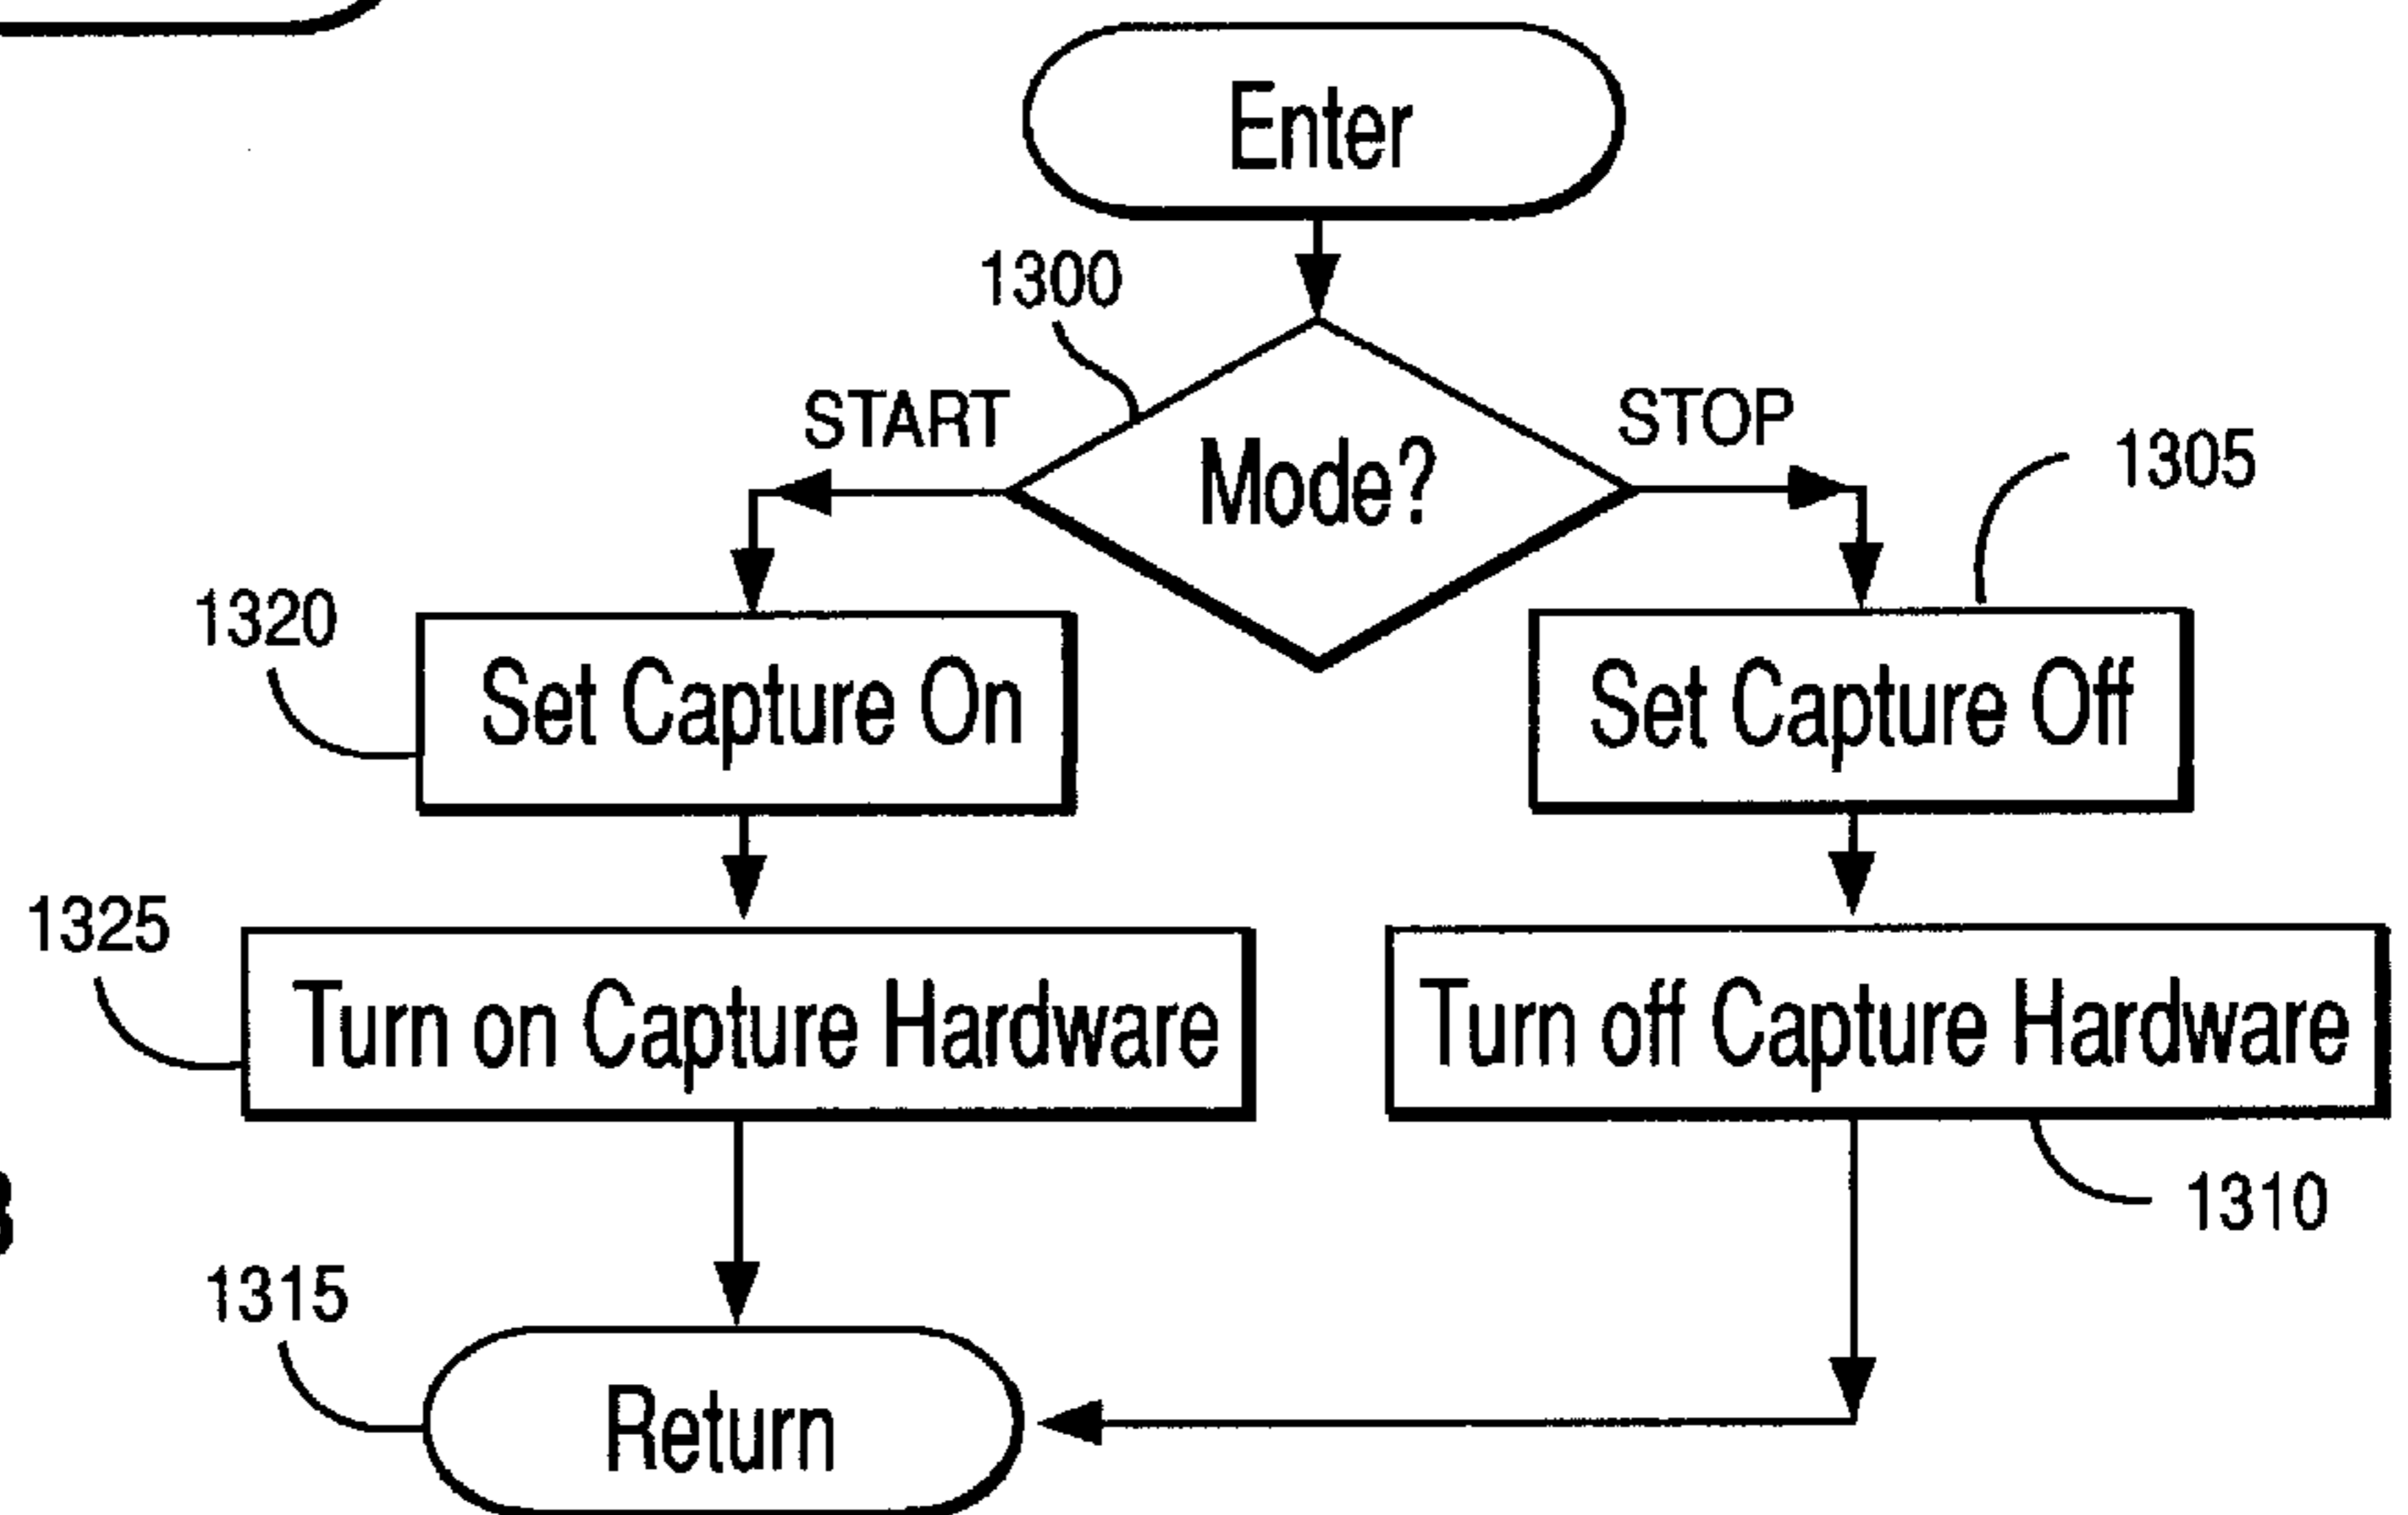 Enter
1300
START
Mode?
STOP
1305
1320
Set Capture On
Set Capture Off
1325
Turn on Capture Hardware
Turn off Capture Hardware
1310
1315
Return